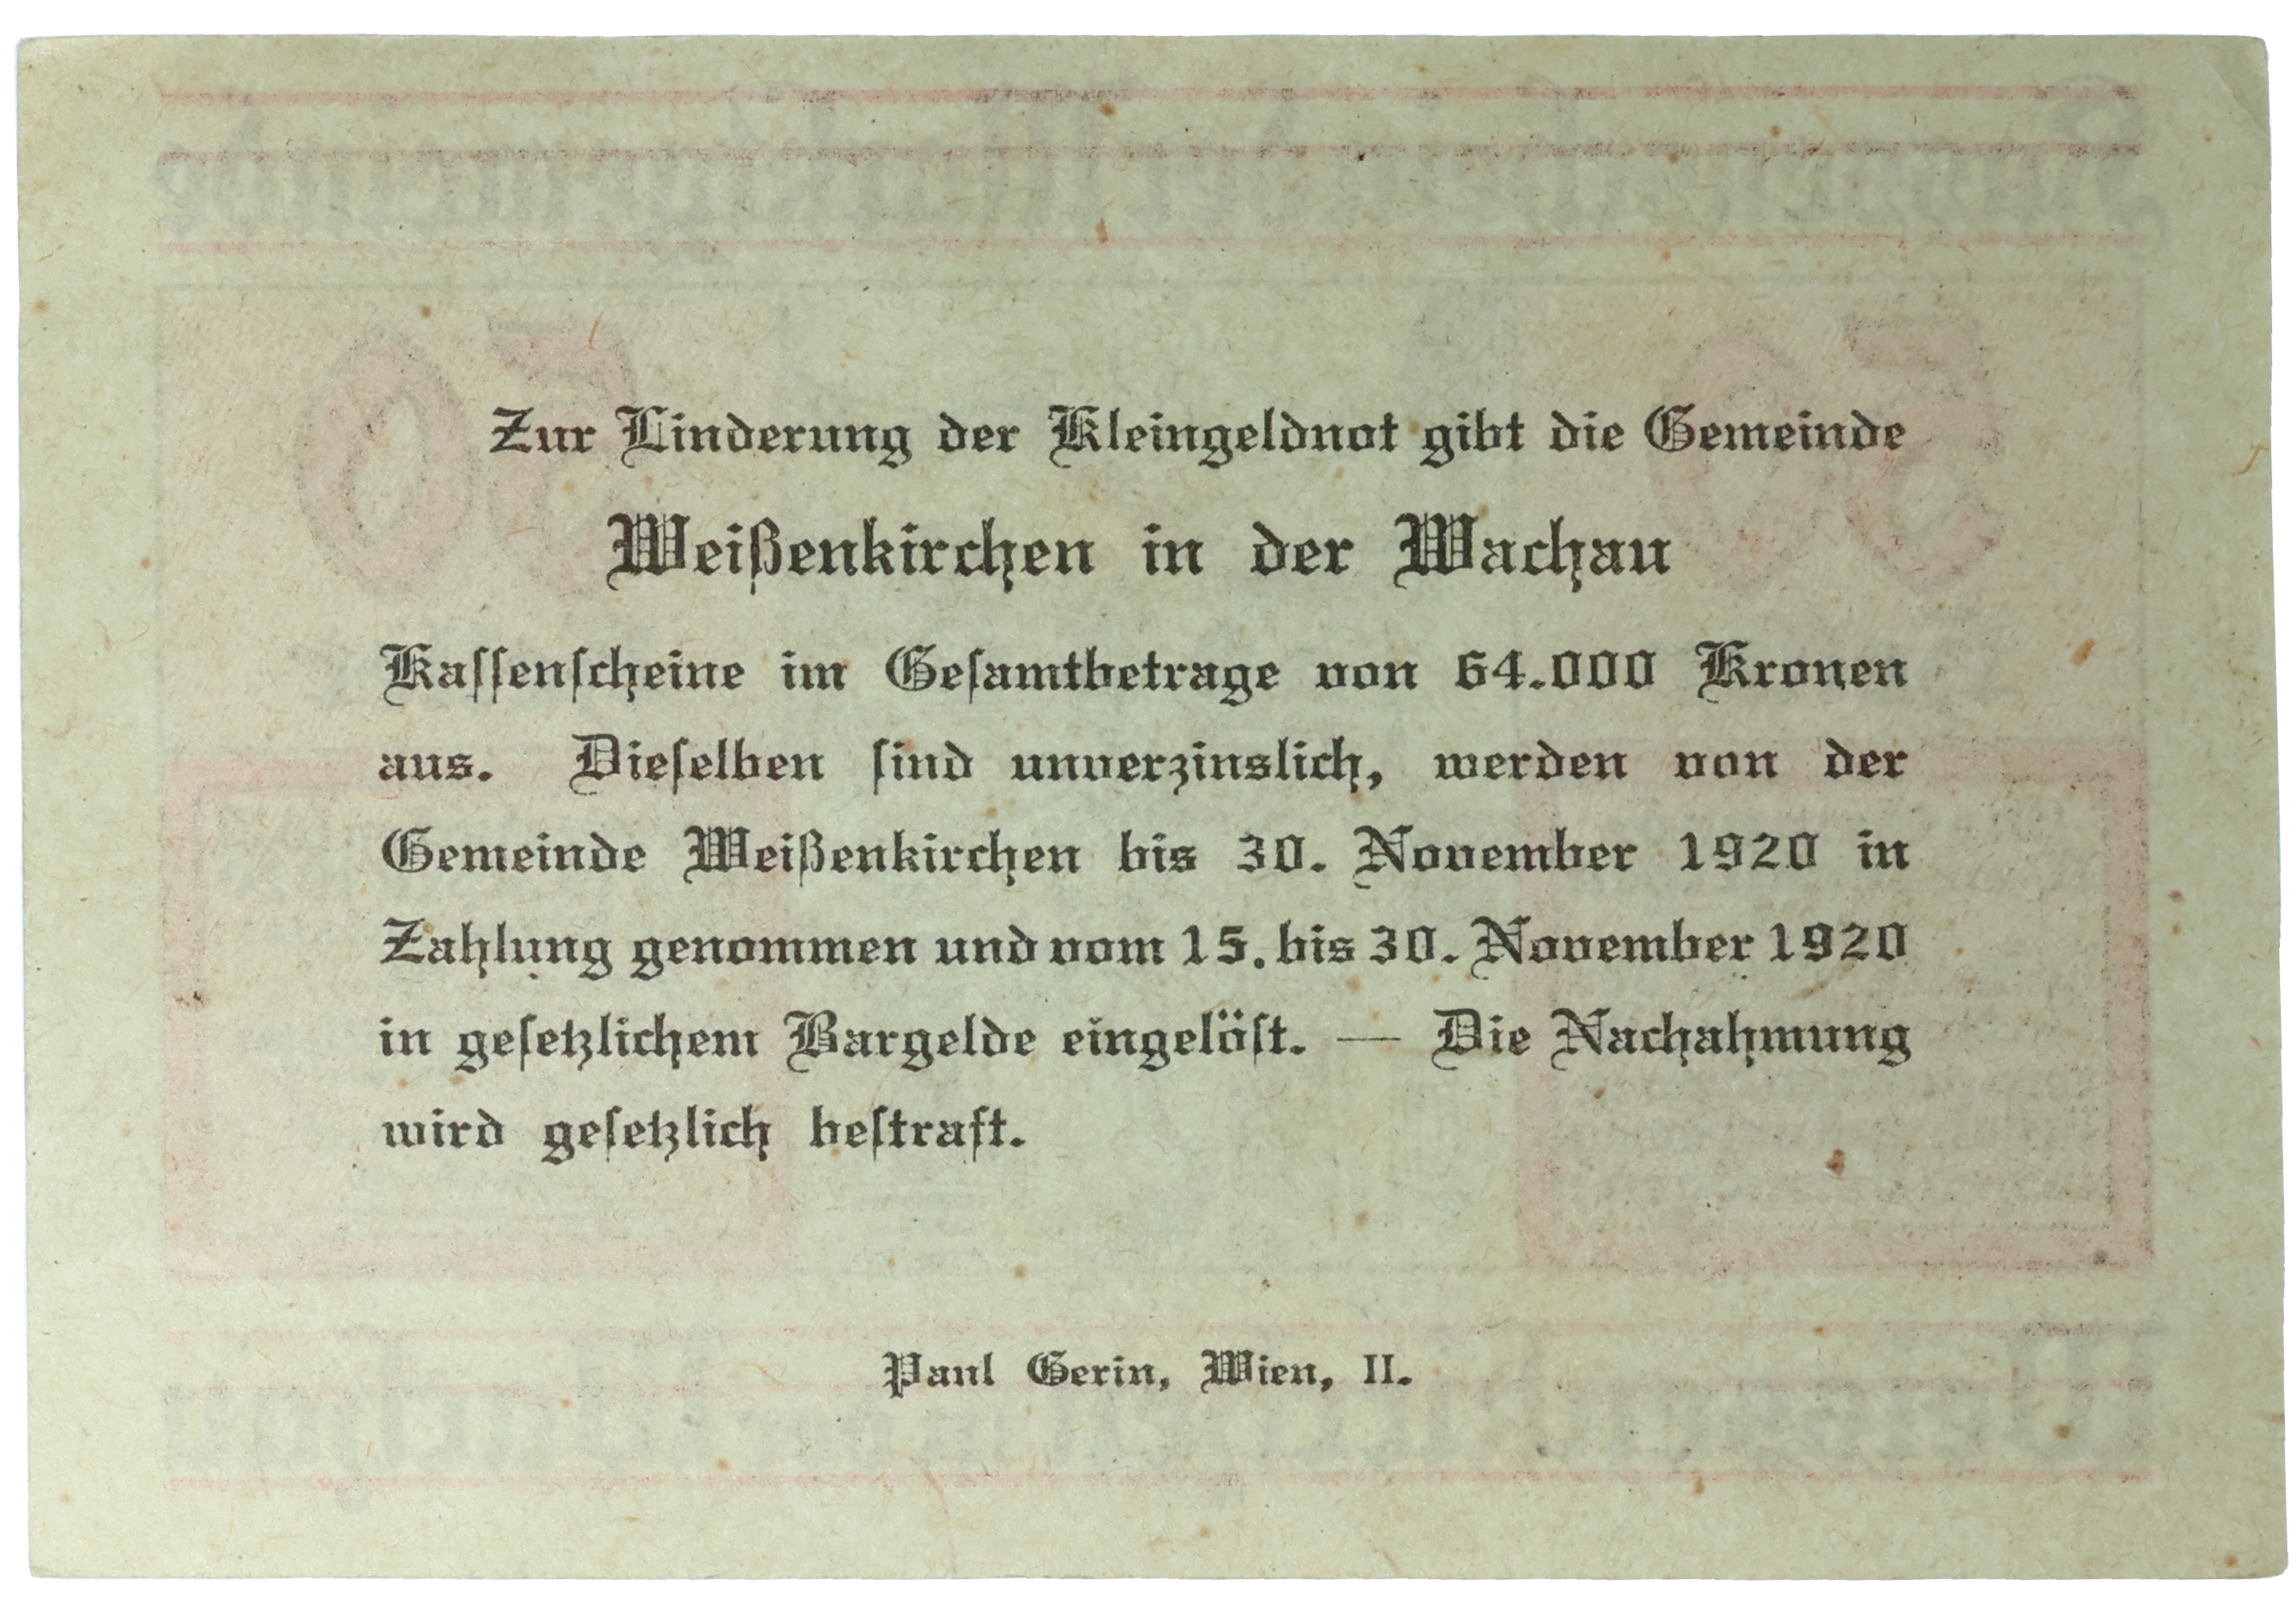 Zur Linderung der Kleingeldnot gibt die Gemeinde
Weißenkirchen in der Wachau
Kaſſenſcheine im Geſamtbetrage von 64.000 Kronen
aus. Dieſelben ſind unverzinslich, werden von der
Gemeinde Weißenkirchen bis 30. November 1920 in
Zahlung genommen und vom 15. bis 30. November 1920
in geſetzlichem Bargelde eingelöſt. — Die Nachahmung
wird geſetzlich beſtraft.
Paul Gerin, Wien, II.